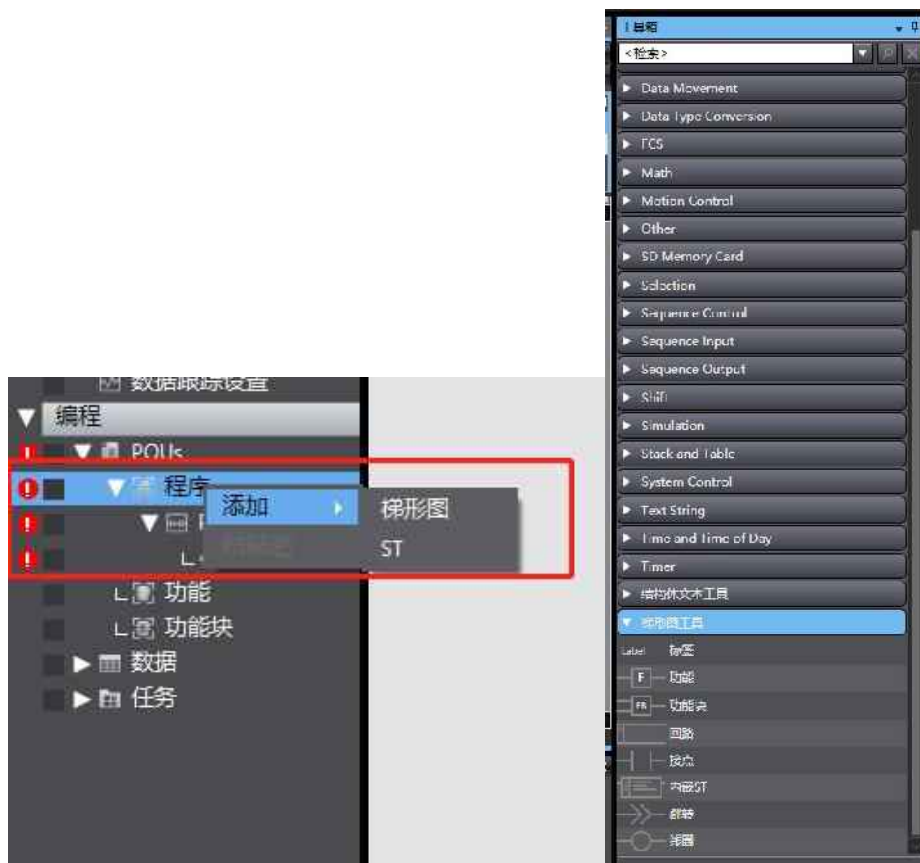 数据跟踪设置
编程
POUs
程序
添加
梯形图
ST
功能
功能块
数据
任务
工具箱
<检索>
Data Movement
Data Type Conversion
FCS
Math
Motion Control
Other
SD Memory Card
Selection
Sequence Control
Sequence Input
Sequence Output
Shift
Simulation
Stack and Table
System Control
Text String
Time and Time of Day
Timer
结构体文本工具
梯形图工具
Label 标签
F 功能
FB 功能块
回路
接点
内嵌ST
翻转
线圈